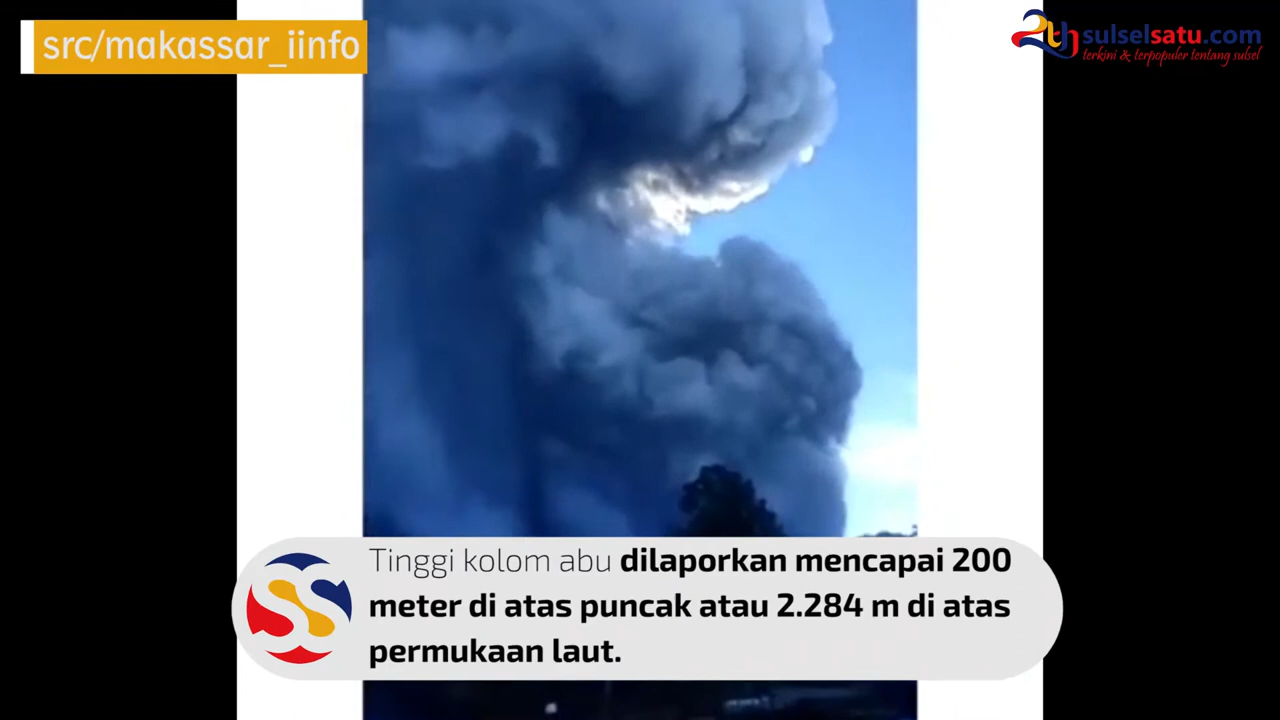 src/makassar_iinfo
sulselsatu.com
terkini & terpopuler tentang sulsel
Tinggi kolom abu dilaporkan mencapai 200
meter di atas puncak atau 2.284 m di atas
permukaan laut.